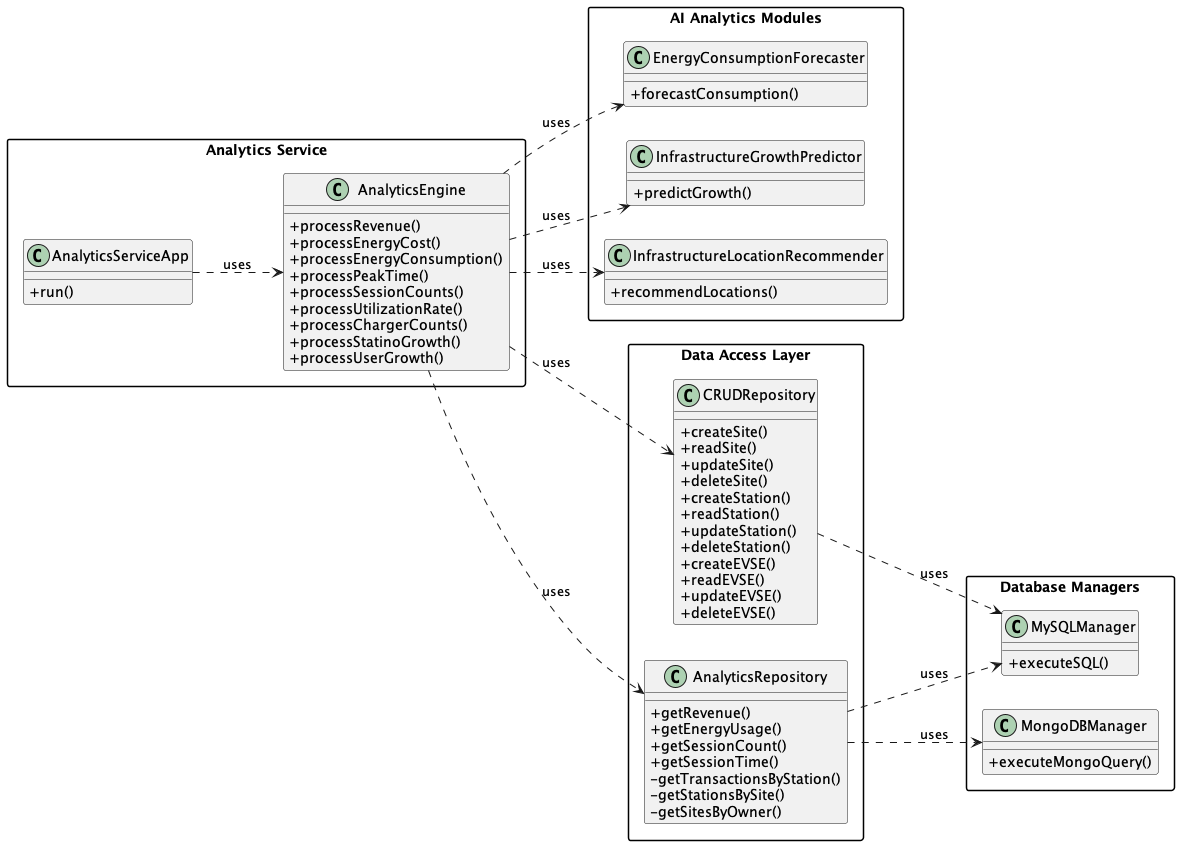 AI Analytics Modules
C EnergyConsumptionForecaster
+forecastConsumption()
uses
C InfrastructureGrowthPredictor
+predictGrowth()
uses
C InfrastructureLocationRecommender
+recommendLocations()
uses
Analytics Service
C AnalyticsServiceApp
+run()
uses
C AnalyticsEngine
+processRevenue()
+processEnergyCost()
+processEnergyConsumption()
+processPeakTime()
+processSessionCounts()
+processUtilizationRate()
+processChargerCounts()
+processStatinoGrowth()
+processUserGrowth()
uses
uses
Data Access Layer
C CRUDRepository
+createSite()
+readSite()
+updateSite()
+deleteSite()
+createStation()
+readStation()
+updateStation()
+deleteStation()
+createEVSE()
+readEVSE()
+updateEVSE()
+deleteEVSE()
uses
C AnalyticsRepository
+getRevenue()
+getEnergyUsage()
+getSessionCount()
+getSessionTime()
-getTransactionsByStation()
-getStationsBySite()
-getSitesByOwner()
uses
uses
Database Managers
C MySQLManager
+executeSQL()
C MongoDBManager
+executeMongoQuery()